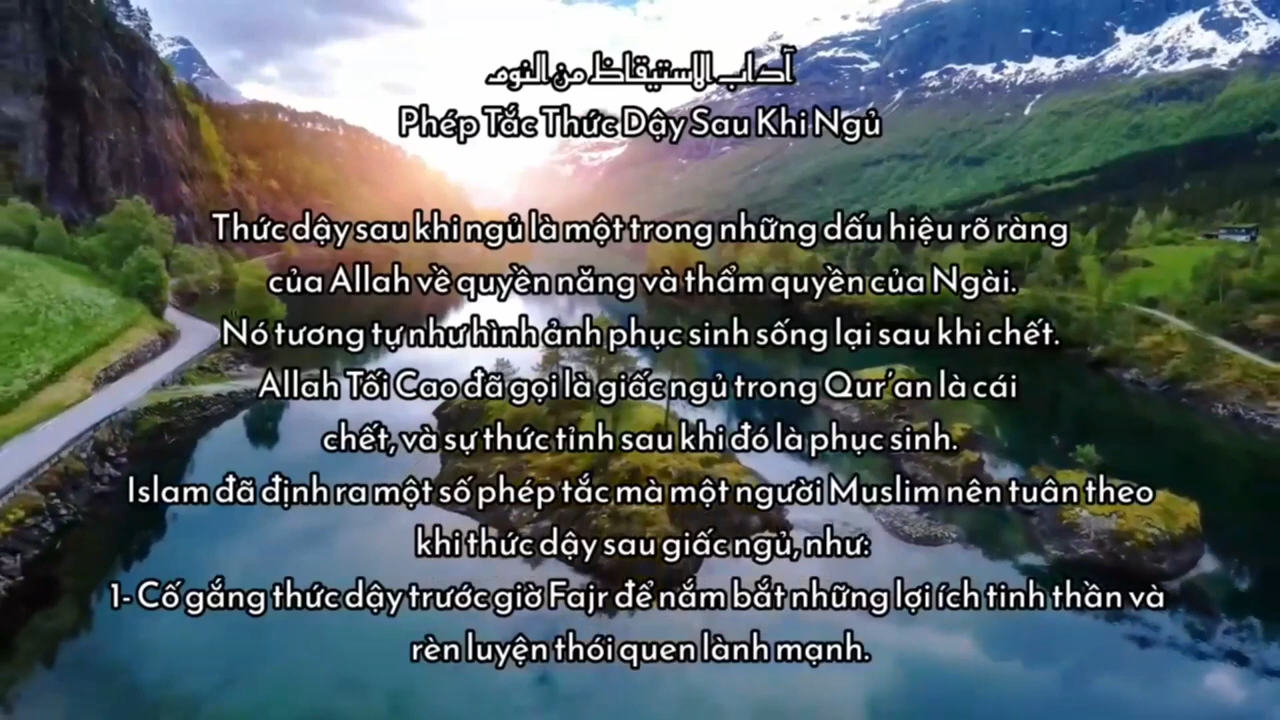 آداب الاستيقاظ من النوم
Phép Tắc Thức Dậy Sau Khi Ngủ
Thức dậy sau khi ngủ là một trong những dấu hiệu rõ ràng
của Allah về quyền năng và thẩm quyền của Ngài.
Nó tương tự như hình ảnh phục sinh sống lại sau khi chết.
Allah Tối Cao đã gọi là giấc ngủ trong Qur’an là cái
chết, và sự thức tỉnh sau khi đó là phục sinh.
Islam đã định ra một số phép tắc mà một người Muslim nên tuân theo
khi thức dậy sau giấc ngủ, như:
1- Cố gắng thức dậy trước giờ Fajr để nắm bắt những lợi ích tinh thần và
rèn luyện thói quen lành mạnh.